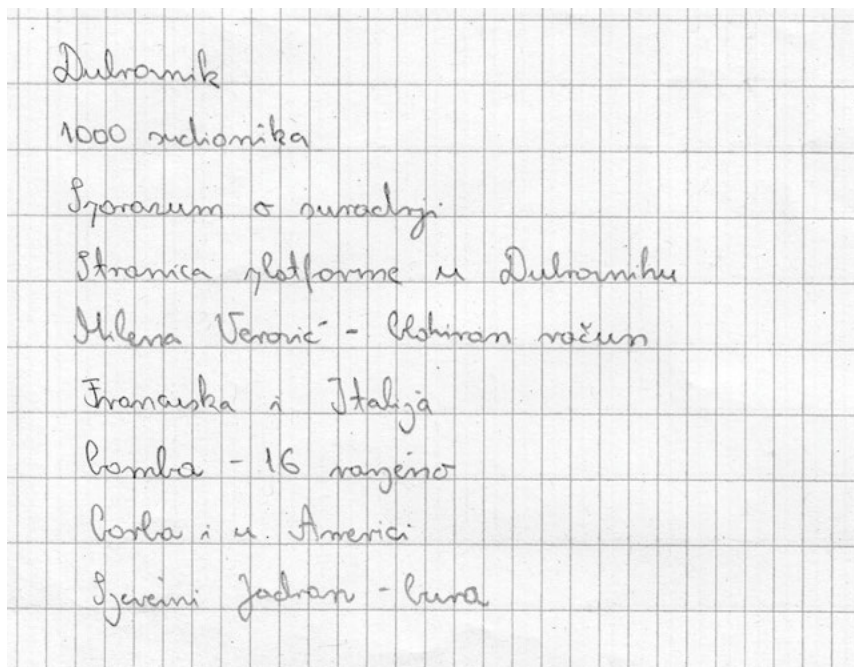 Dubrovnik
1000 sudionika
Sporazum o suradnji
Stranica platforme u Dubrovniku
Milena Verović - blokiran račun
Francuska i Italija
bomba - 16 ranjeno
borba i u Americi
Sjeverni Jadran - bura